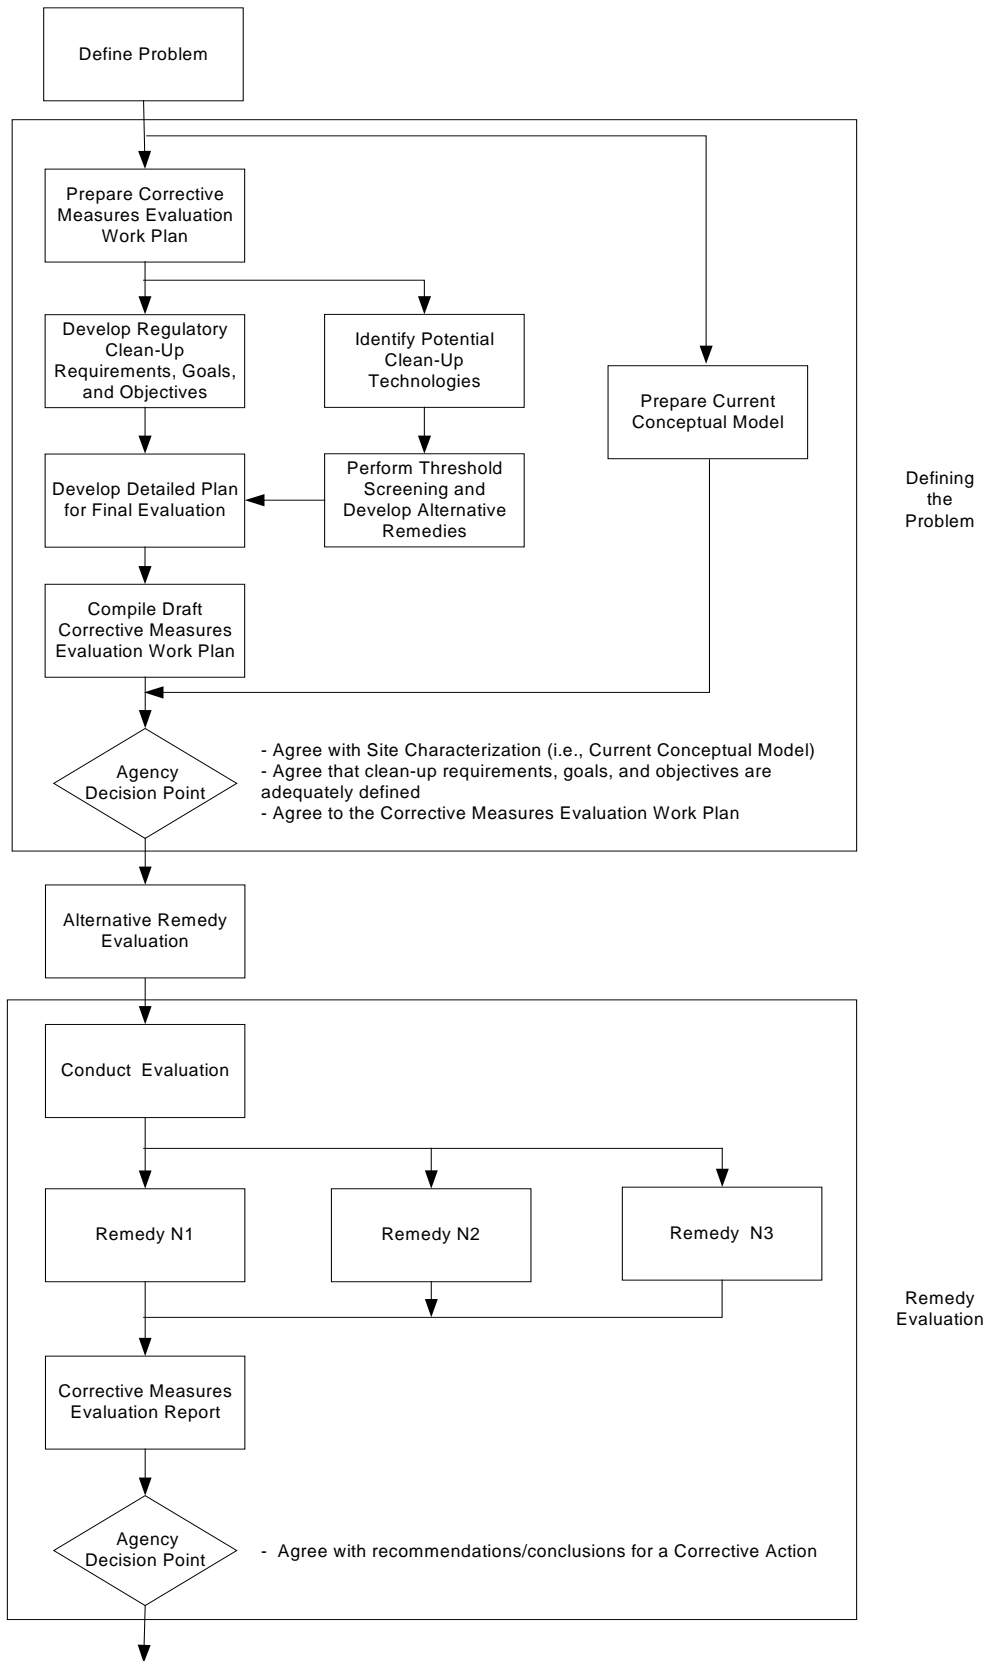 Define Problem
Prepare Corrective
Measures Evaluation
Work Plan
Develop Regulatory
Clean-Up
Requirements, Goals,
and Objectives
Identify Potential
Clean-Up
Technologies
Prepare Current
Conceptual Model
Develop Detailed Plan
for Final Evaluation
Perform Threshold
Screening and
Develop Alternative
Remedies
Defining
the
Problem
Compile Draft
Corrective Measures
Evaluation Work Plan
Agency
Decision Point
- Agree with Site Characterization (i.e., Current Conceptual Model)
- Agree that clean-up requirements, goals, and objectives are
adequately defined
- Agree to the Corrective Measures Evaluation Work Plan
Alternative Remedy
Evaluation
Conduct Evaluation
Remedy N1
Remedy N2
Remedy N3
Remedy
Evaluation
Corrective Measures
Evaluation Report
Agency
Decision Point
- Agree with recommendations/conclusions for a Corrective Action